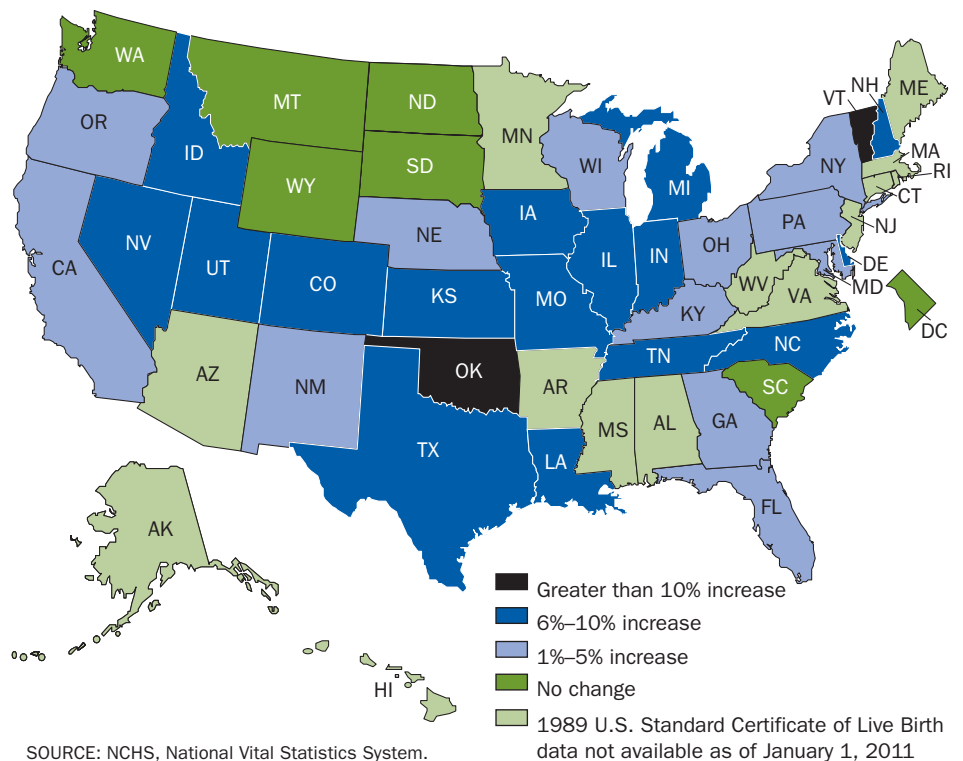 WA
MT
ND
MN
OR
ID
SD
WI
WY
MI
VT
NH
ME
NY
MA
RI
CT
NJ
PA
NV
UT
CO
NE
IA
IL
IN
OH
DE
MD
DC
CA
KS
MO
KY
WV
VA
TN
NC
AZ
NM
OK
AR
SC
TX
LA
MS
AL
GA
FL
AK
HI
Greater than 10% increase
6%–10% increase
1%–5% increase
No change
1989 U.S. Standard Certificate of Live Birth
data not available as of January 1, 2011
SOURCE: NCHS, National Vital Statistics System.